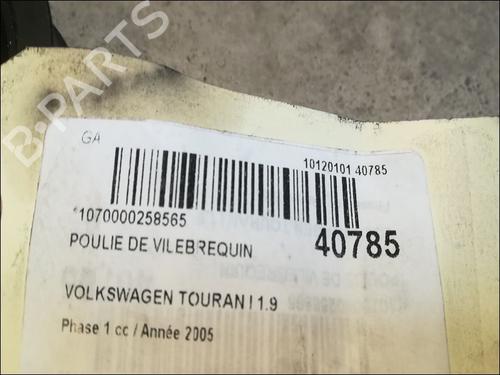 B-PARTS
GA
10120101 40785
*1070000258565
POULIE DE VILEBREQUIN
40785
VOLKSWAGEN TOURAN I 1.9
Phase 1 cc / Année 2005